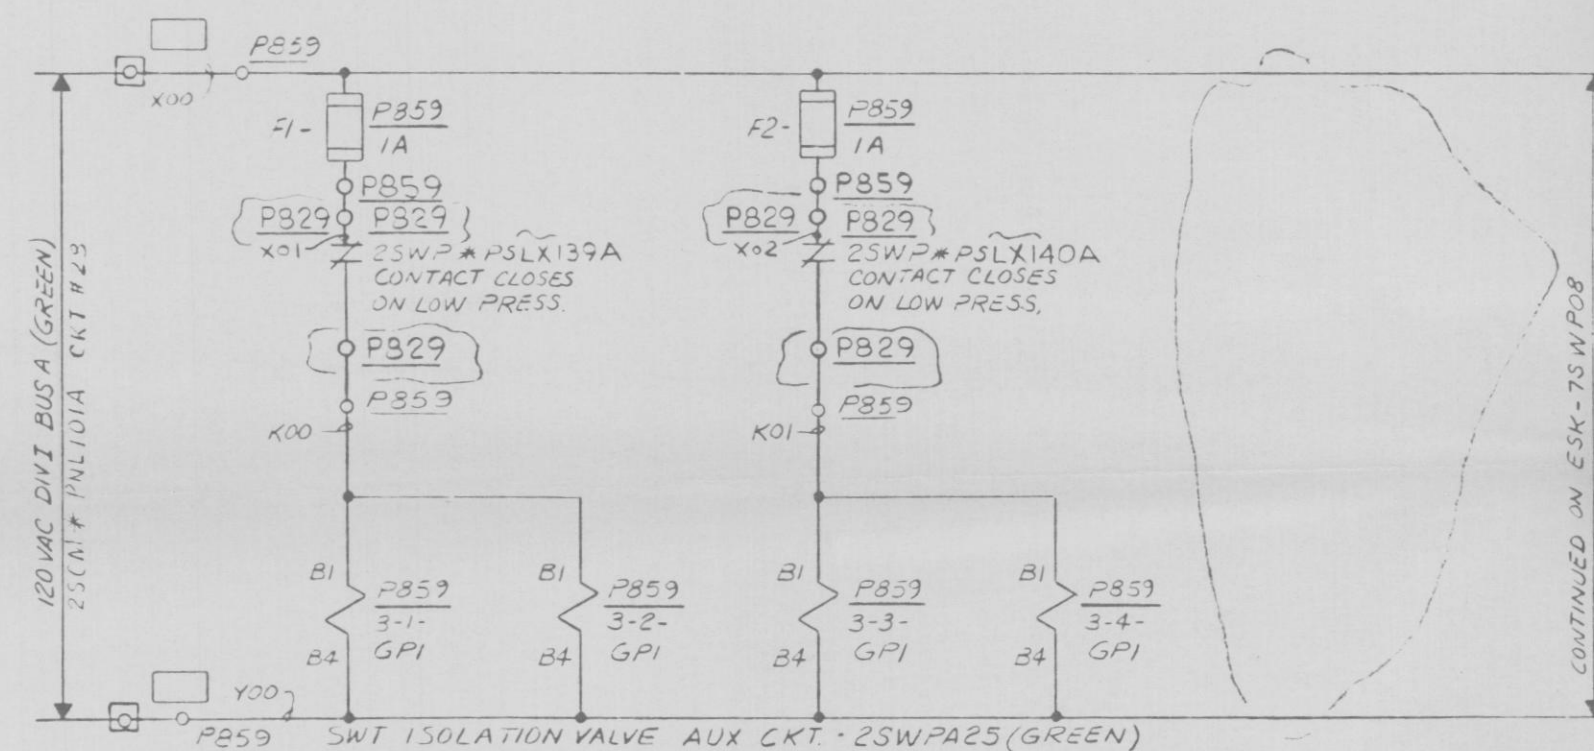 P859
X00
F1-
P859
1A
F2-
P859
1A
P859
P859
P829
P829
P829
P829
X01
2SWP*PSLX139A
X02
2SWP*PSLX140A
CONTACT CLOSES
ON LOW PRESS.
CONTACT CLOSES
ON LOW PRESS.
P829
P829
P859
P859
K00
K01
120 VAC DIV I BUS A (GREEN)
CKT #29
B1
P859
3-1-
GP1
B4
B1
P859
3-2-
GP1
B4
B1
P859
3-3-
GP1
B4
B1
P859
3-4-
GP1
B4
Y00
P859
SWT ISOLATION VALVE AUX CKT. - 2SWPA25 (GREEN)
CONTINUED ON ESK-7SWP08